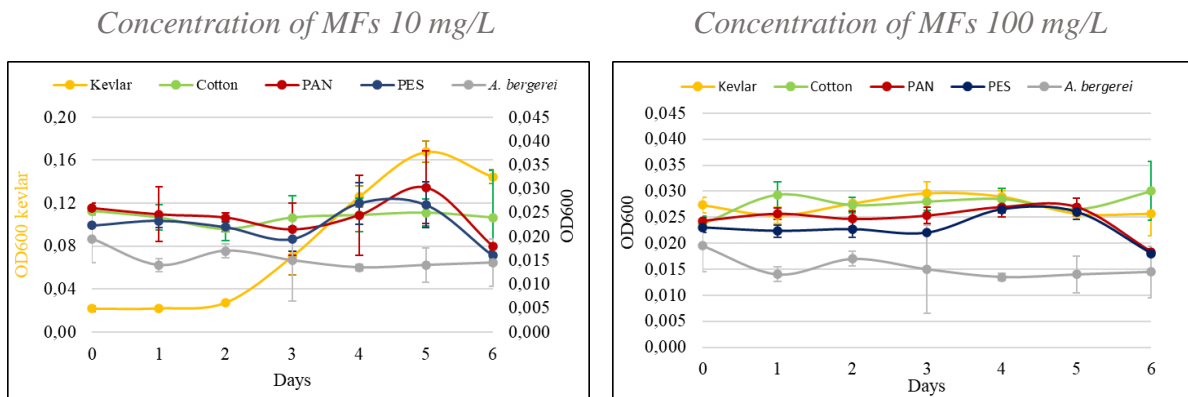 Concentration of MFs 10 mg/L
Kevlar Cotton PAN PES A. bergerei
OD600 kevlar
0,20
0,16
0,12
0,08
0,04
0,00
0,045
0,040
0,035
0,030
0,025
0,020
0,015
0,010
0,005
0,000
OD600
0 1 2 3 4 5 6
Days
Concentration of MFs 100 mg/L
Kevlar Cotton PAN PES A. bergerei
OD600
0,045
0,040
0,035
0,030
0,025
0,020
0,015
0,010
0,005
0,000
0 1 2 3 4 5 6
Days